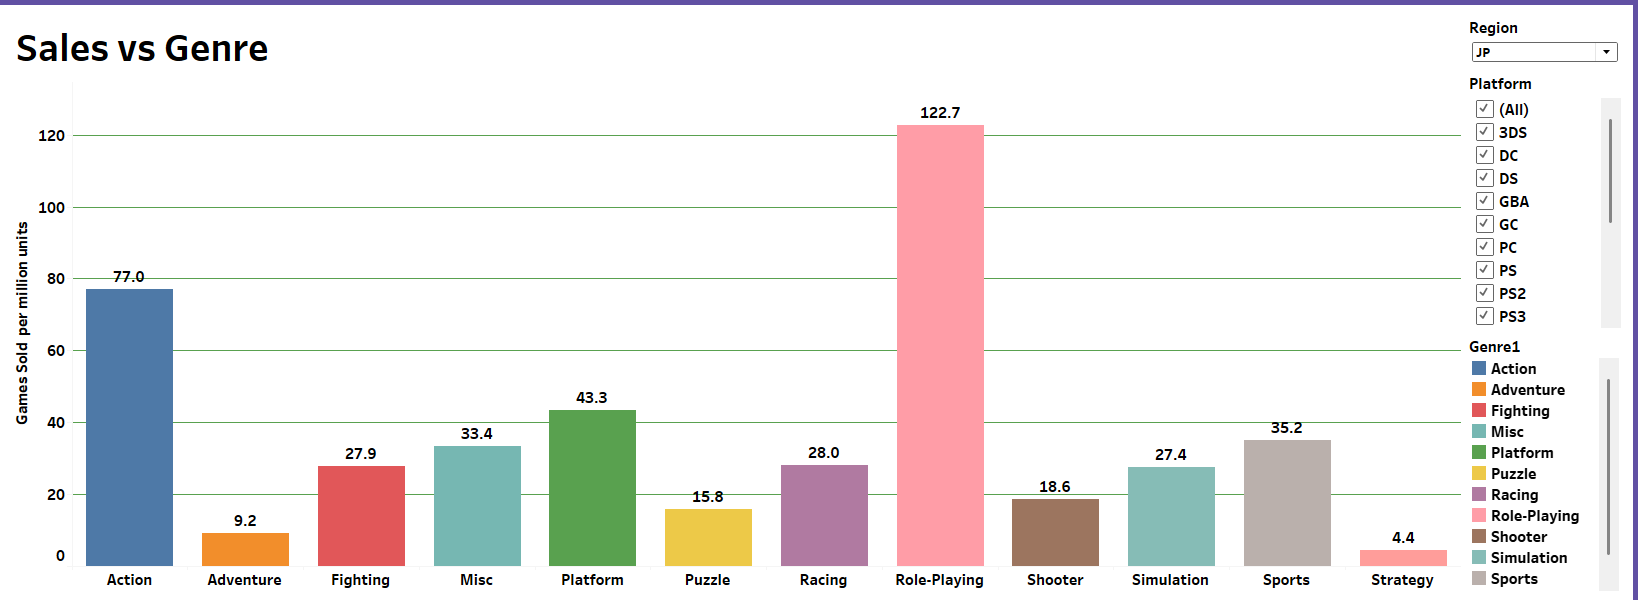 Sales vs Genre
Games Sold per million units
120
100
80
60
40
20
0
77.0
9.2
27.9
33.4
43.3
15.8
28.0
122.7
18.6
27.4
35.2
4.4
Action
Adventure
Fighting
Misc
Platform
Puzzle
Racing
Role-Playing
Shooter
Simulation
Sports
Strategy
Region
JP
Platform
(All)
3DS
DC
DS
GBA
GC
PC
PS
PS2
PS3
Genre1
Action
Adventure
Fighting
Misc
Platform
Puzzle
Racing
Role-Playing
Shooter
Simulation
Sports